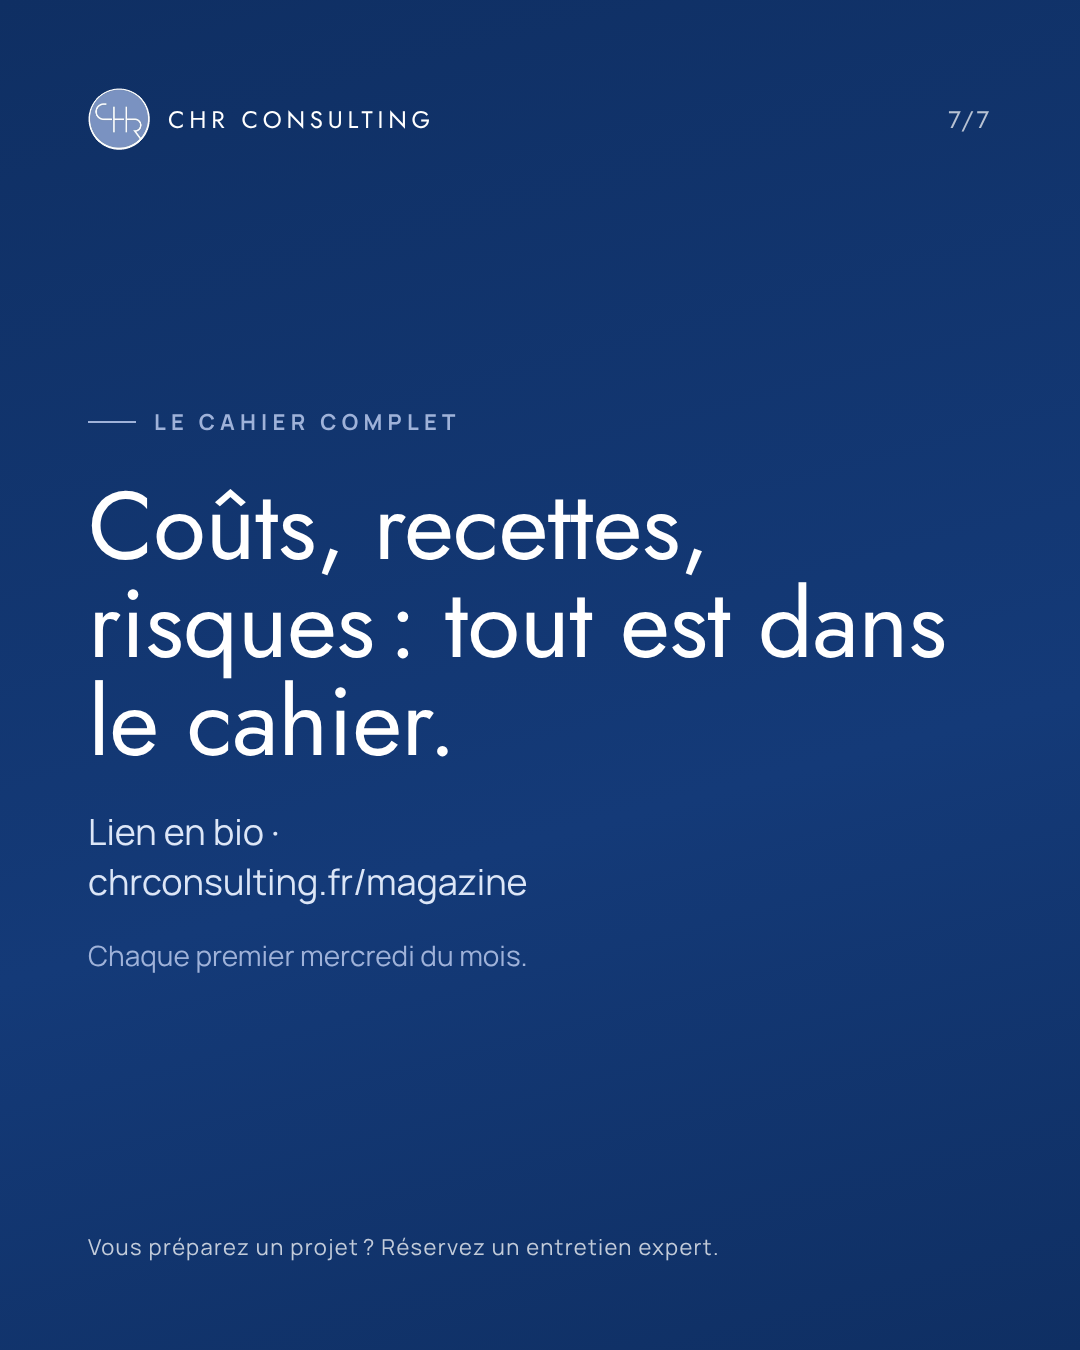 CHR
CHR CONSULTING
7/7
LE CAHIER COMPLET
Coûts, recettes,
risques : tout est dans
le cahier.
Lien en bio ·
chrconsulting.fr/magazine
Chaque premier mercredi du mois.
Vous préparez un projet ? Réservez un entretien expert.